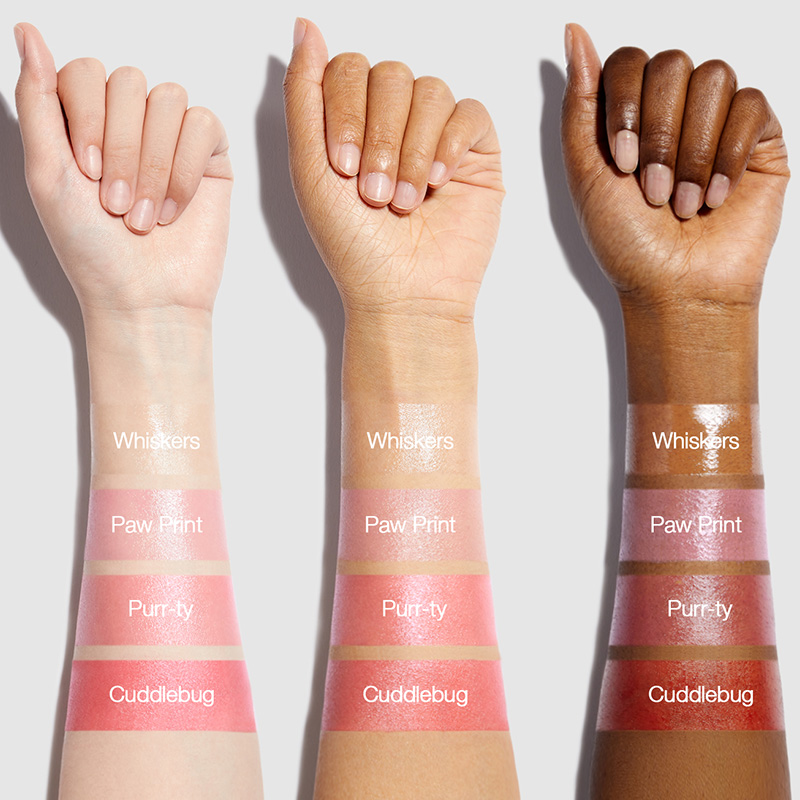 Whiskers
Whiskers
Whiskers
Paw Print
Paw Print
Paw Print
Purr-ty
Purr-ty
Purr-ty
Cuddlebug
Cuddlebug
Cuddlebug